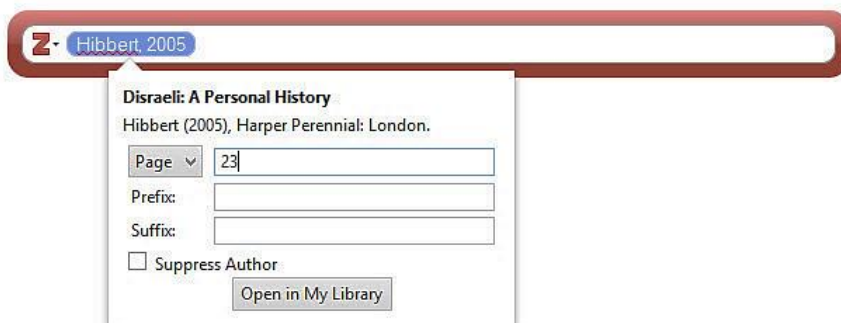 Z Hibbert, 2005
Disraeli: A Personal History
Hibbert (2005), Harper Perennial: London.
Page 23
Prefix:
Suffix:
Suppress Author
Open in My Library